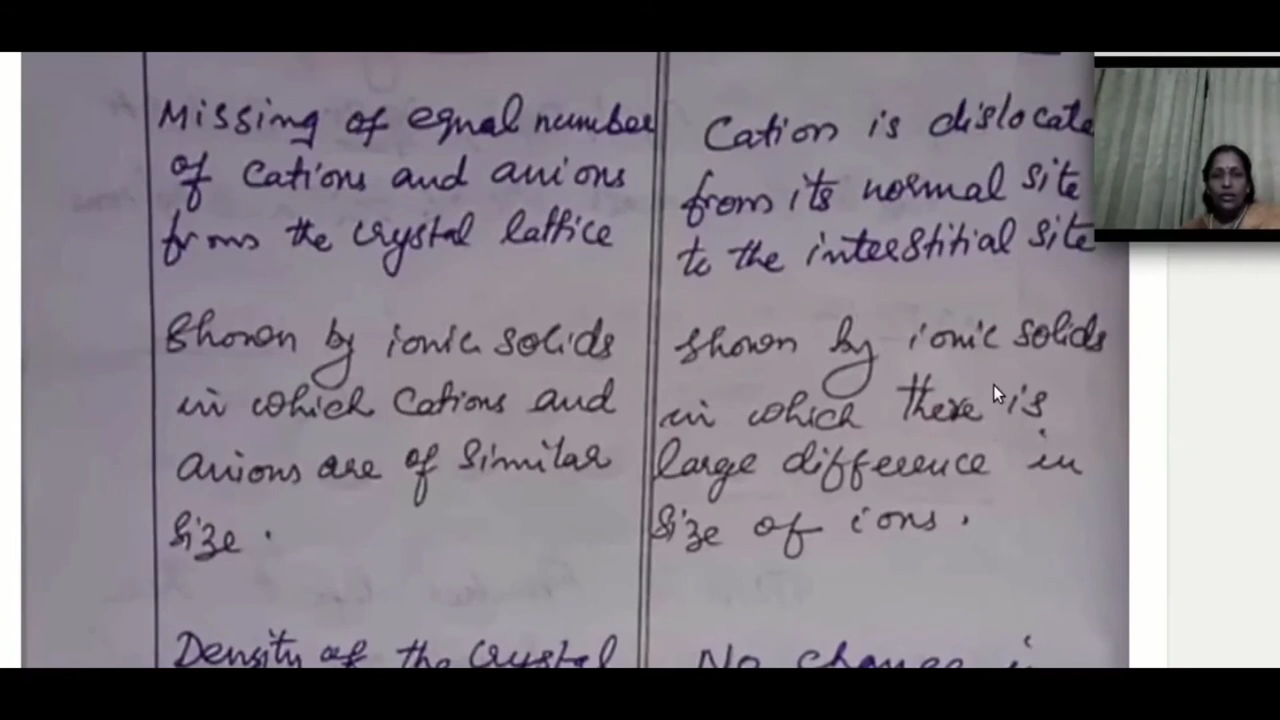 Missing of equal number
of cations and anions
from the crystal lattice
Shown by ionic solids
in which cations and
anions are of similar
size.
Density of the crystal
Cation is dislocate
from its normal site
to the interstitial site
Shown by ionic solids
in which there is
large difference in
size of ions.
No change i